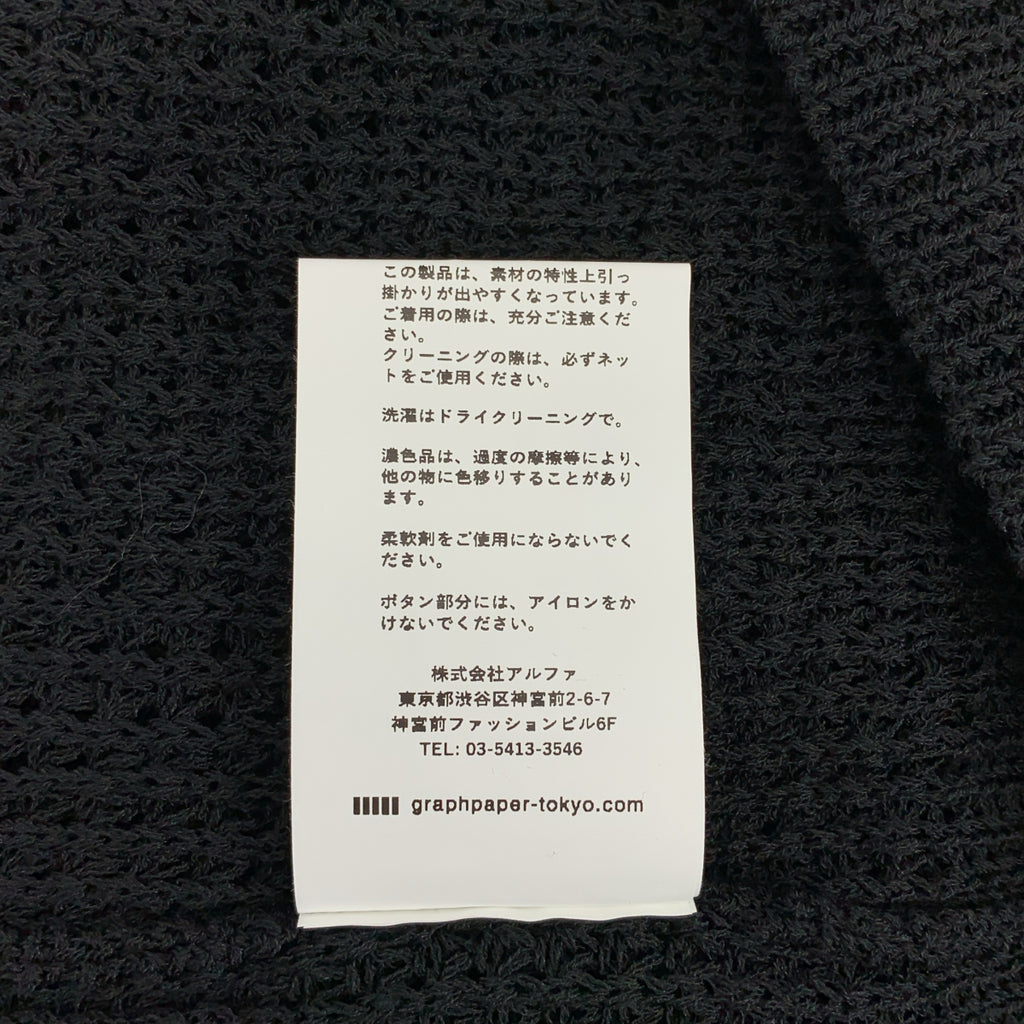 この製品は、素材の特性上引っ
掛かりが出やすくなっています。
ご着用の際は、充分ご注意くだ
さい。
クリーニングの際は、必ずネッ
トをご使用ください。
洗濯はドライクリーニングで。
濃色品は、過度の摩擦等により、
他の物に色移りすることがあり
ます。
柔軟剤をご使用にならないでく
ださい。
ボタン部分には、アイロンをか
けないでください。
株式会社アルファ
東京都渋谷区神宮前2-6-7
神宮前ファッションビル6F
TEL: 03-5413-3546
graphpaper-tokyo.com